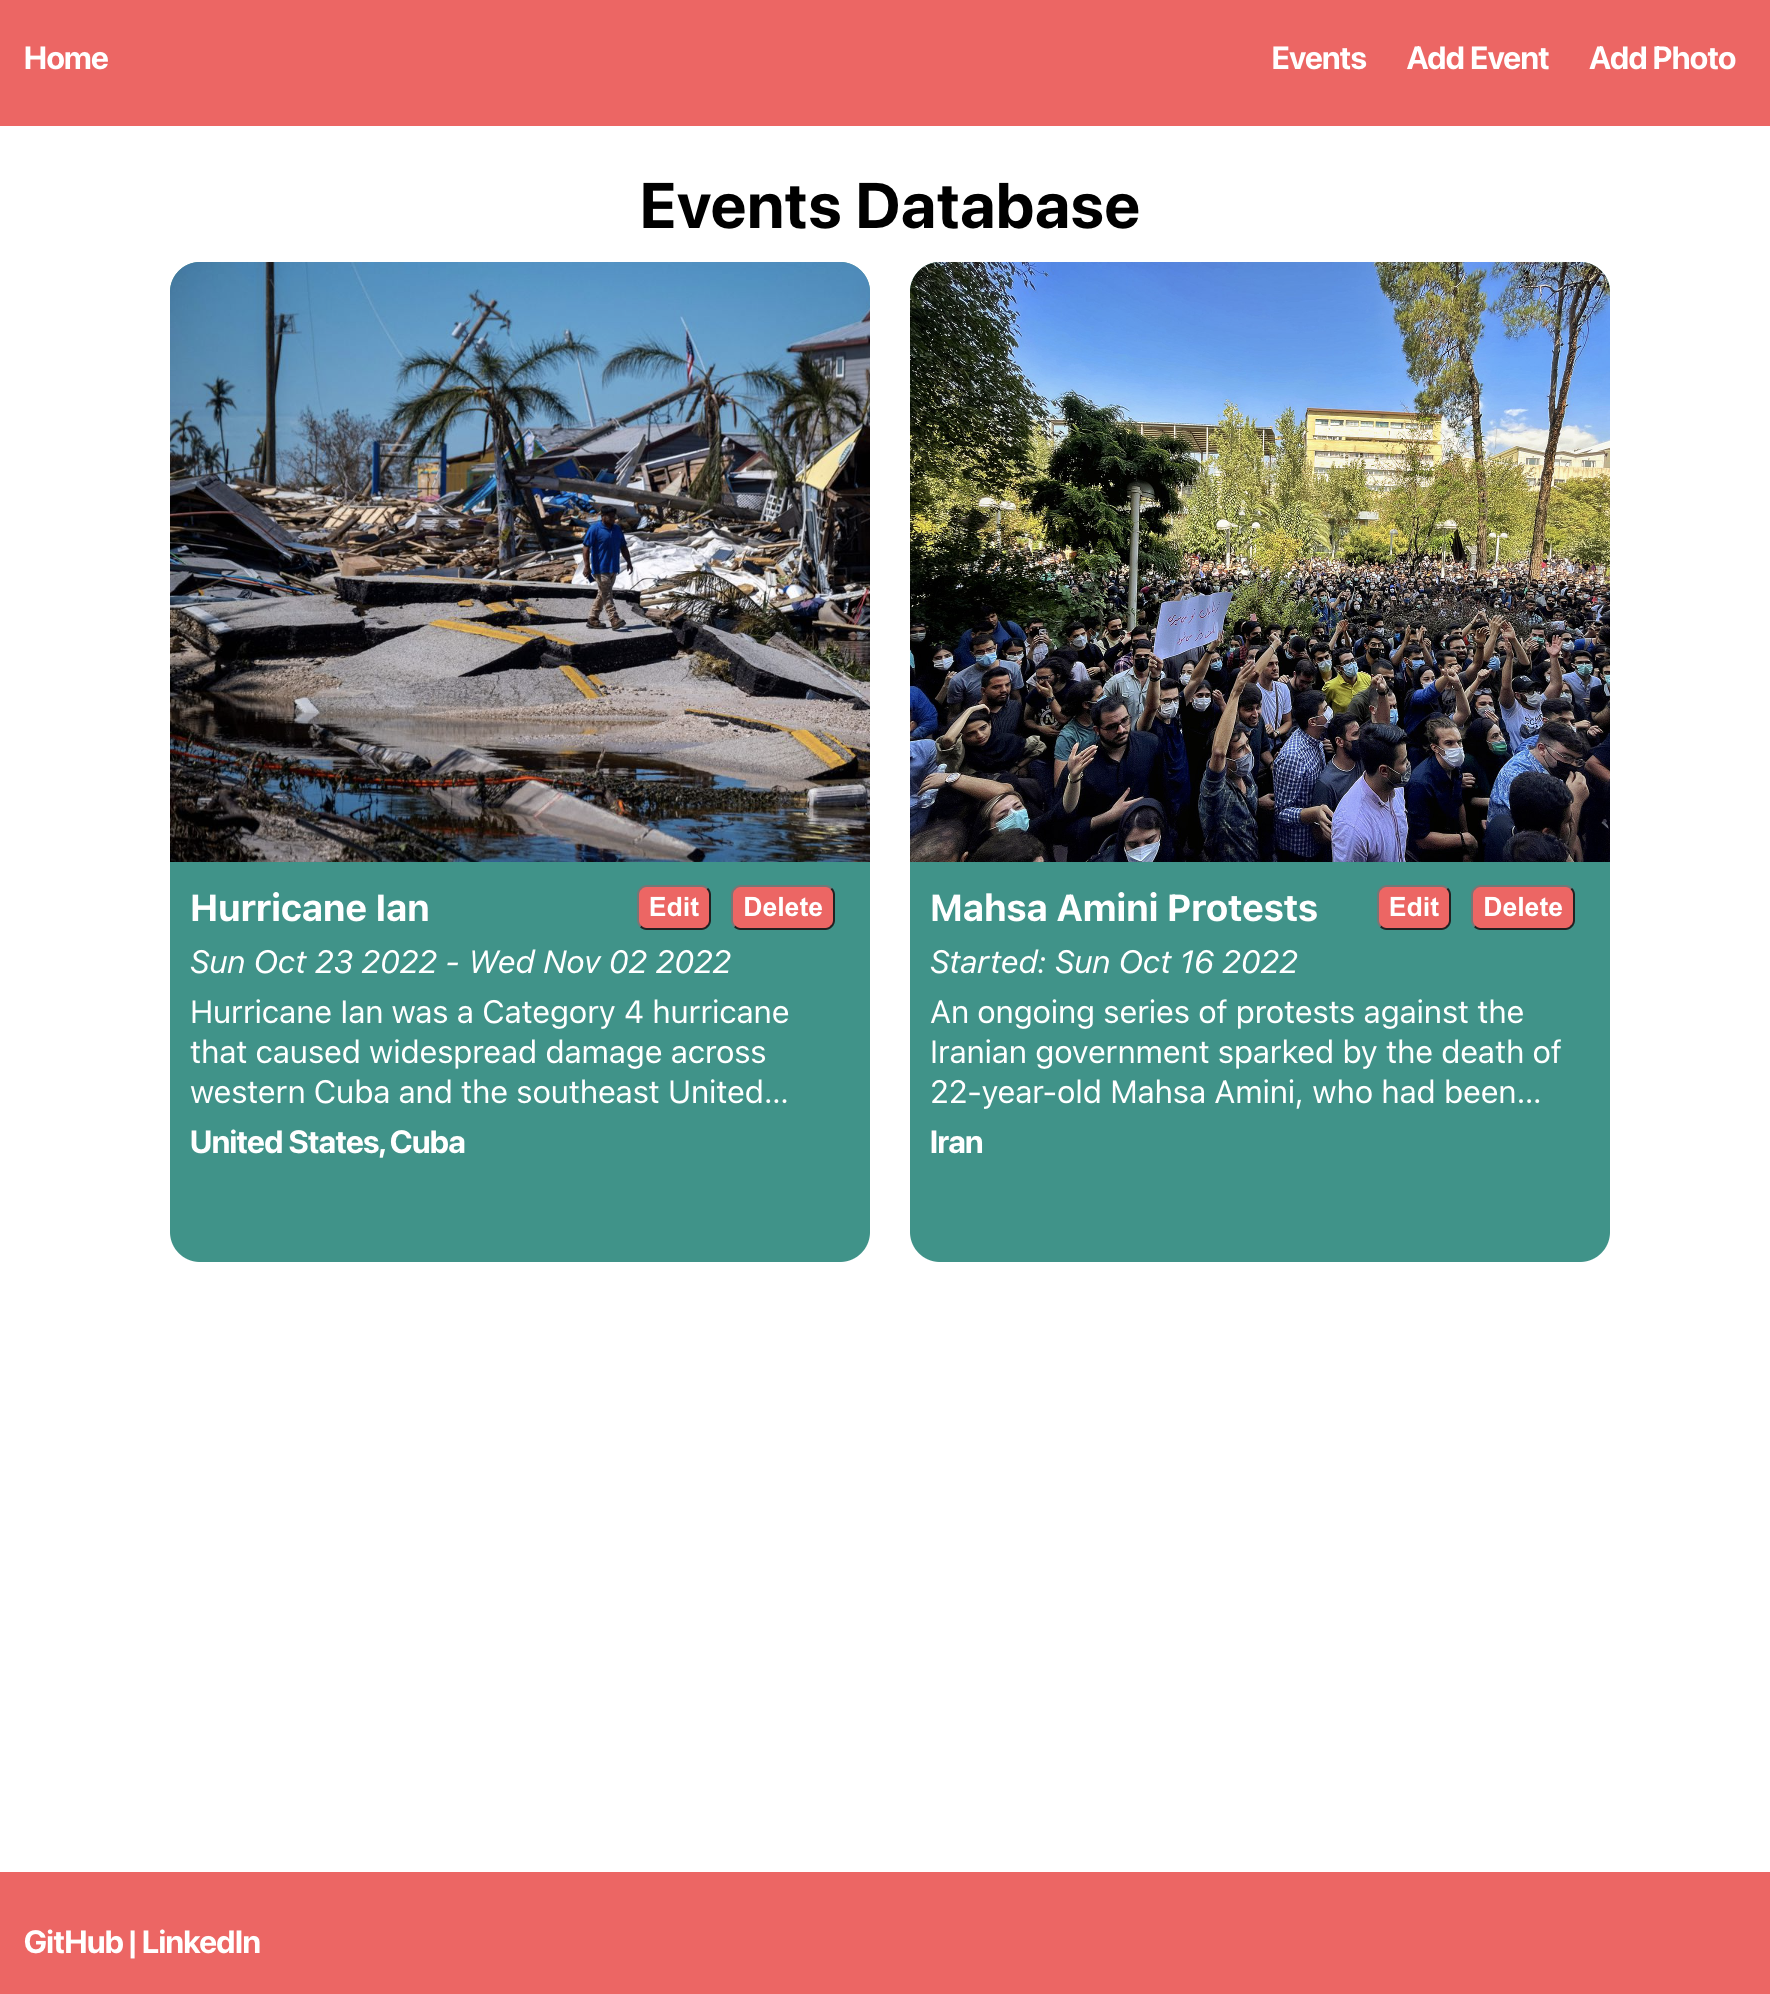 Home
Events
Add Event
Add Photo
Events Database
Hurricane Ian
Edit
Delete
Sun Oct 23 2022 - Wed Nov 02 2022
Hurricane Ian was a Category 4 hurricane
that caused widespread damage across
western Cuba and the southeast United...
United States, Cuba
Mahsa Amini Protests
Edit
Delete
Started: Sun Oct 16 2022
An ongoing series of protests against the
Iranian government sparked by the death of
22-year-old Mahsa Amini, who had been...
Iran
GitHub | LinkedIn